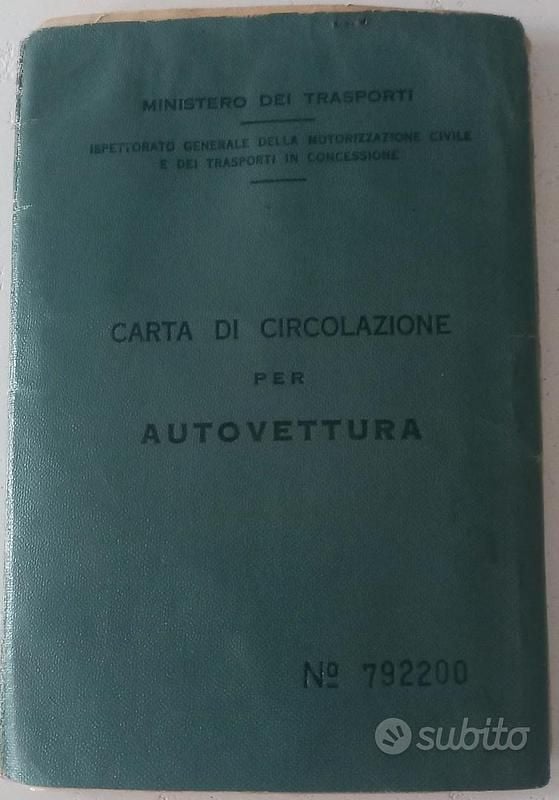 MINISTERO DEI TRASPORTI
ISPETTORATO GENERALE DELLA MOTORIZZAZIONE CIVILE
E DEI TRASPORTI IN CONCESSIONE
CARTA DI CIRCOLAZIONE
PER
AUTOVETTURA
Nº 792200
subito